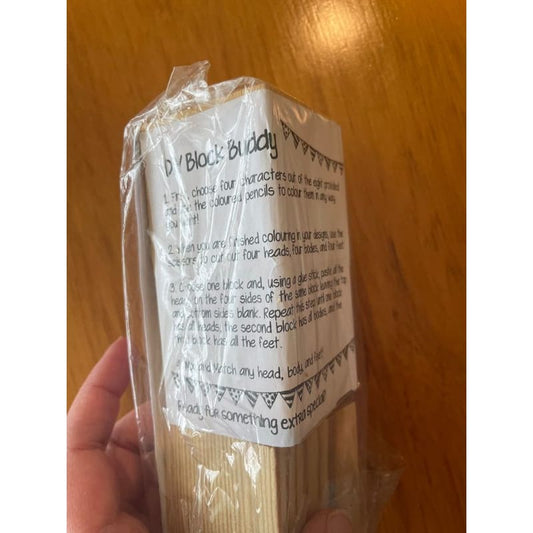 DIY Block Buddy
1. First, choose four characters out of the eight provided
and use the coloured pencils to colour them in any way
you want!
2. When you are finished colouring in your designs, use the
scissors to cut out four heads, four bodies, and four feet.
3. Choose one block and, using a glue stick, paste all the
heads on the four sides of the same block leaving the top
and bottom sides blank. Repeat this step until one block
has all heads, the second block has all bodies, and the
third block has all the feet.
Mix and match any head, body, and feet!
Ready for something extra special?